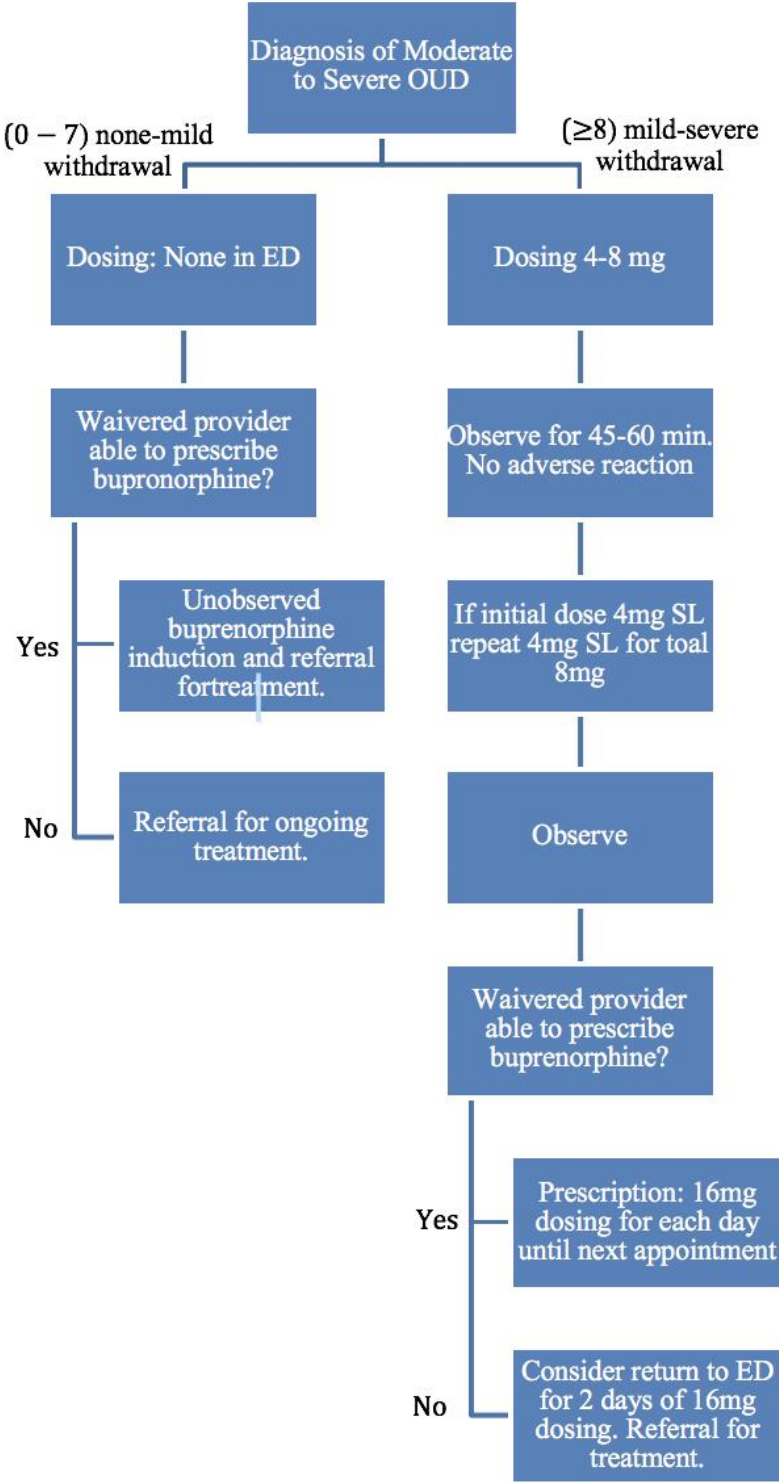 Diagnosis of Moderate
to Severe OUD
(0 − 7) none-mild
withdrawal
(≥8) mild-severe
withdrawal
Dosing: None in ED
Waivered provider
able to prescribe
bupronorphine?
Yes
Unobserved
buprenorphine
induction and referral
fortreatment.
No
Referral for ongoing
treatment.
Dosing 4-8 mg
Observe for 45-60 min.
No adverse reaction
If initial dose 4mg SL
repeat 4mg SL for toal
8mg
Observe
Waivered provider
able to prescribe
buprenorphine?
Yes
Prescription: 16mg
dosing for each day
until next appointment
No
Consider return to ED
for 2 days of 16mg
dosing. Referral for
treatment.